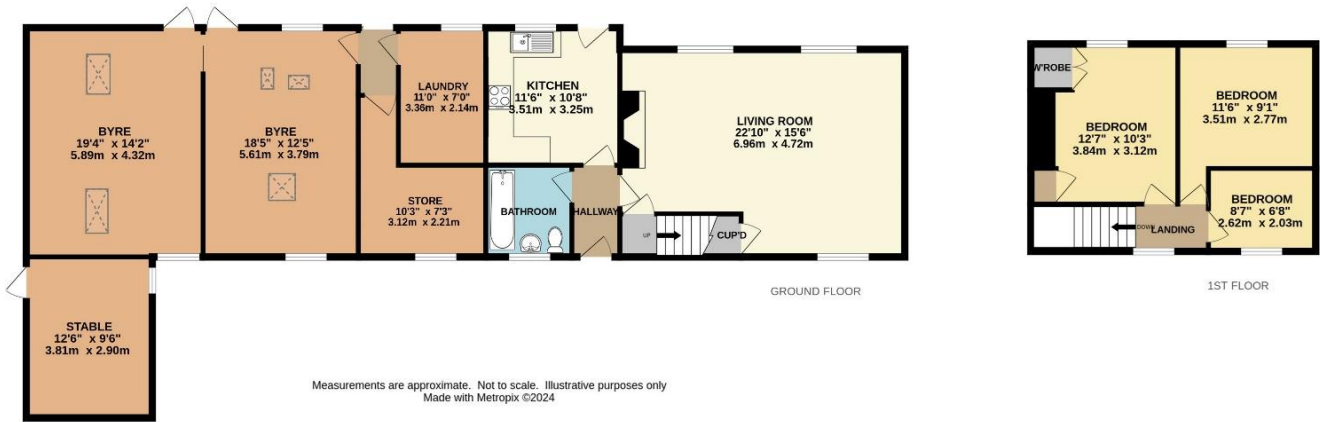 BYRE
19'4" x 14'2"
5.89m x 4.32m
BYRE
18'5" x 12'5"
5.61m x 3.79m
LAUNDRY
11'0" x 7'0"
3.36m x 2.14m
STORE
10'3" x 7'3"
3.12m x 2.21m
KITCHEN
11'6" x 10'8"
3.51m x 3.25m
BATHROOM
HALLWAY
LIVING ROOM
22'10" x 15'6"
6.96m x 4.72m
UP
CUP'D
STABLE
12'6" x 9'6"
3.81m x 2.90m
GROUND FLOOR
W'ROBE
BEDROOM
12'7" x 10'3"
3.84m x 3.12m
BEDROOM
11'6" x 9'1"
3.51m x 2.77m
BEDROOM
8'7" x 6'8"
2.62m x 2.03m
DOWN
LANDING
1ST FLOOR
Measurements are approximate. Not to scale. Illustrative purposes only
Made with Metropix ©2024